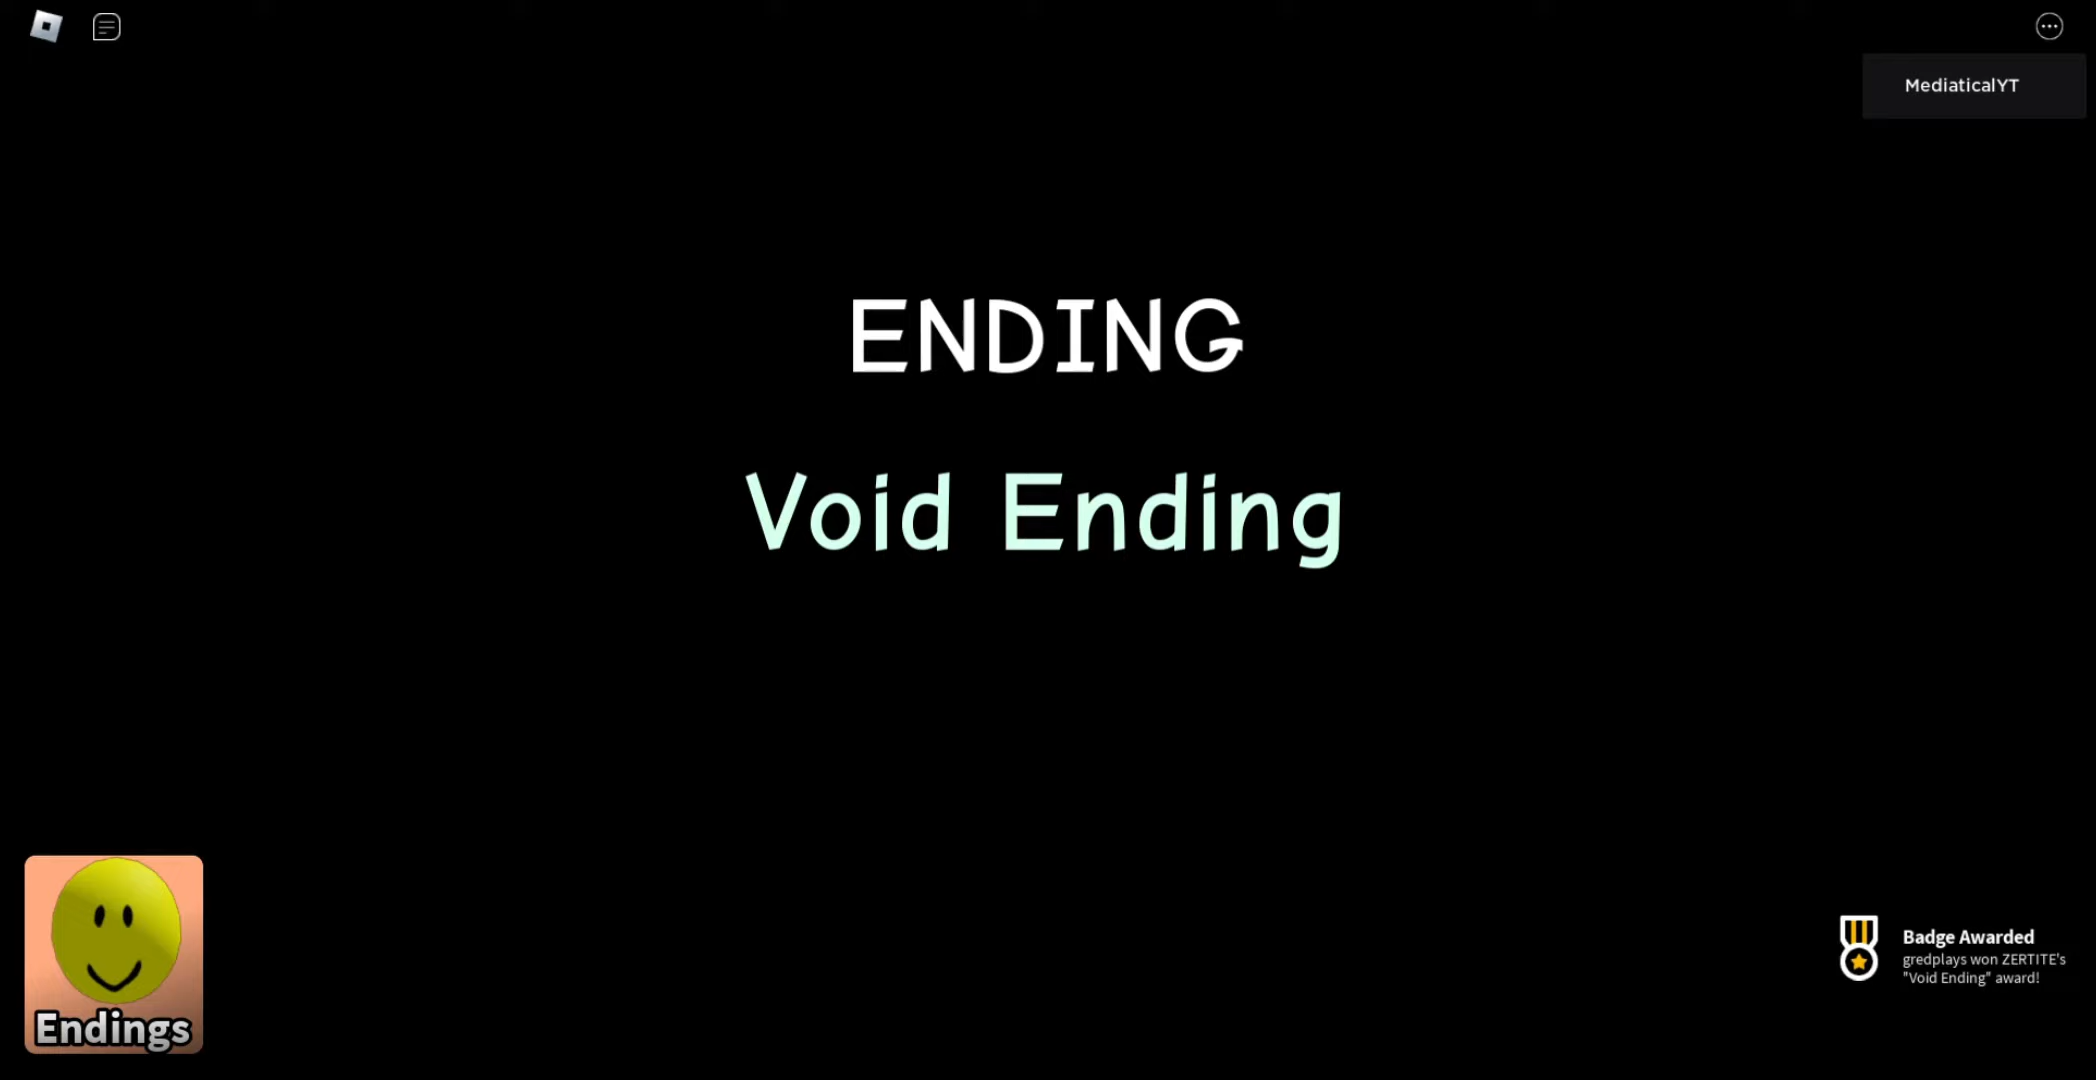 MediaticalYT
ENDING
Void Ending
Endings
Badge Awarded
gredplays won ZERTITE's
"Void Ending" award!